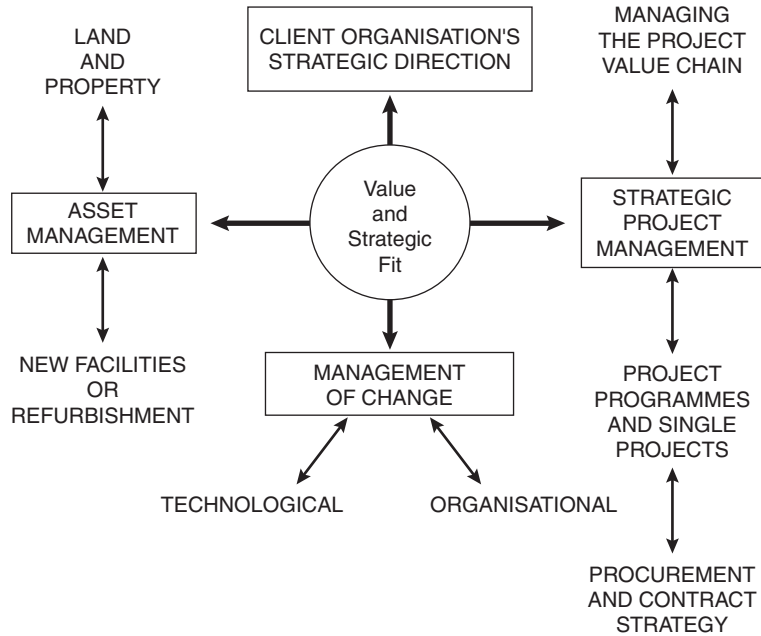 LAND
AND
PROPERTY
CLIENT ORGANISATION'S
STRATEGIC DIRECTION
MANAGING
THE PROJECT
VALUE CHAIN
Value
and
Strategic
Fit
ASSET
MANAGEMENT
STRATEGIC
PROJECT
MANAGEMENT
NEW FACILITIES
OR
REFURBISHMENT
MANAGEMENT
OF CHANGE
PROJECT
PROGRAMMES
AND SINGLE
PROJECTS
TECHNOLOGICAL
ORGANISATIONAL
PROCUREMENT
AND CONTRACT
STRATEGY